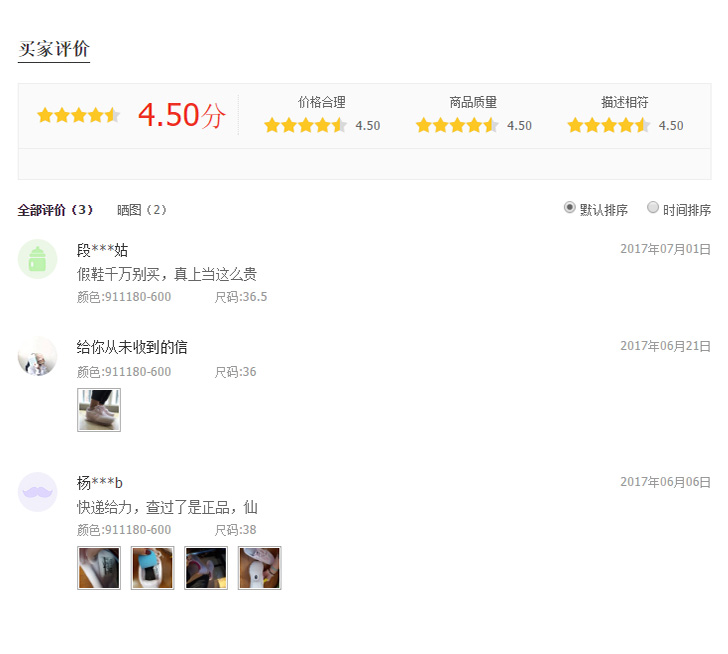 买家评价
4.50分
价格合理
4.50
商品质量
4.50
描述相符
4.50
全部评价（3） 晒图（2） 默认排序 时间排序
段***姑 2017年07月01日
假鞋千万别买，真上当这么贵
颜色:911180-600 尺码:36.5
给你从未收到的信 2017年06月21日
颜色:911180-600 尺码:36
杨***b 2017年06月06日
快递给力，查过了是正品，仙
颜色:911180-600 尺码:38